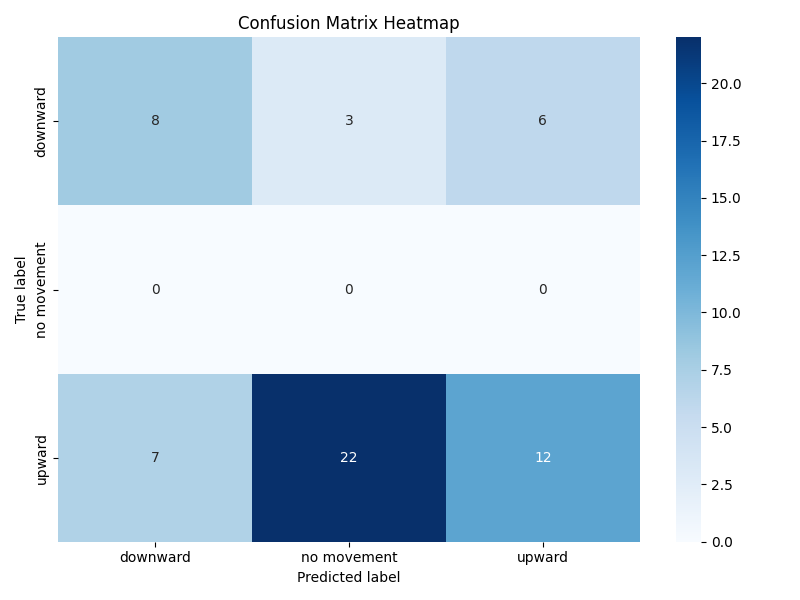 Confusion Matrix Heatmap
True label
downward
8
3
6
no movement
0
0
0
upward
7
22
12
downward
no movement
upward
Predicted label
20.0
17.5
15.0
12.5
10.0
7.5
5.0
2.5
0.0